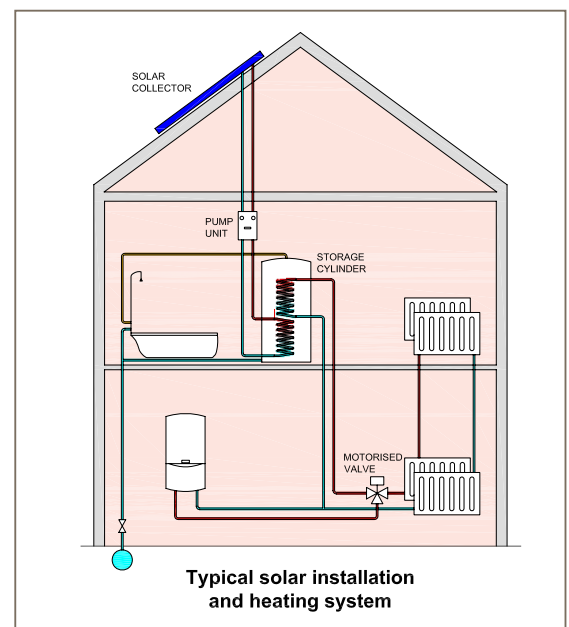 SOLAR
COLLECTOR
PUMP
UNIT
STORAGE
CYLINDER
MOTORISED
VALVE
Typical solar installation
and heating system